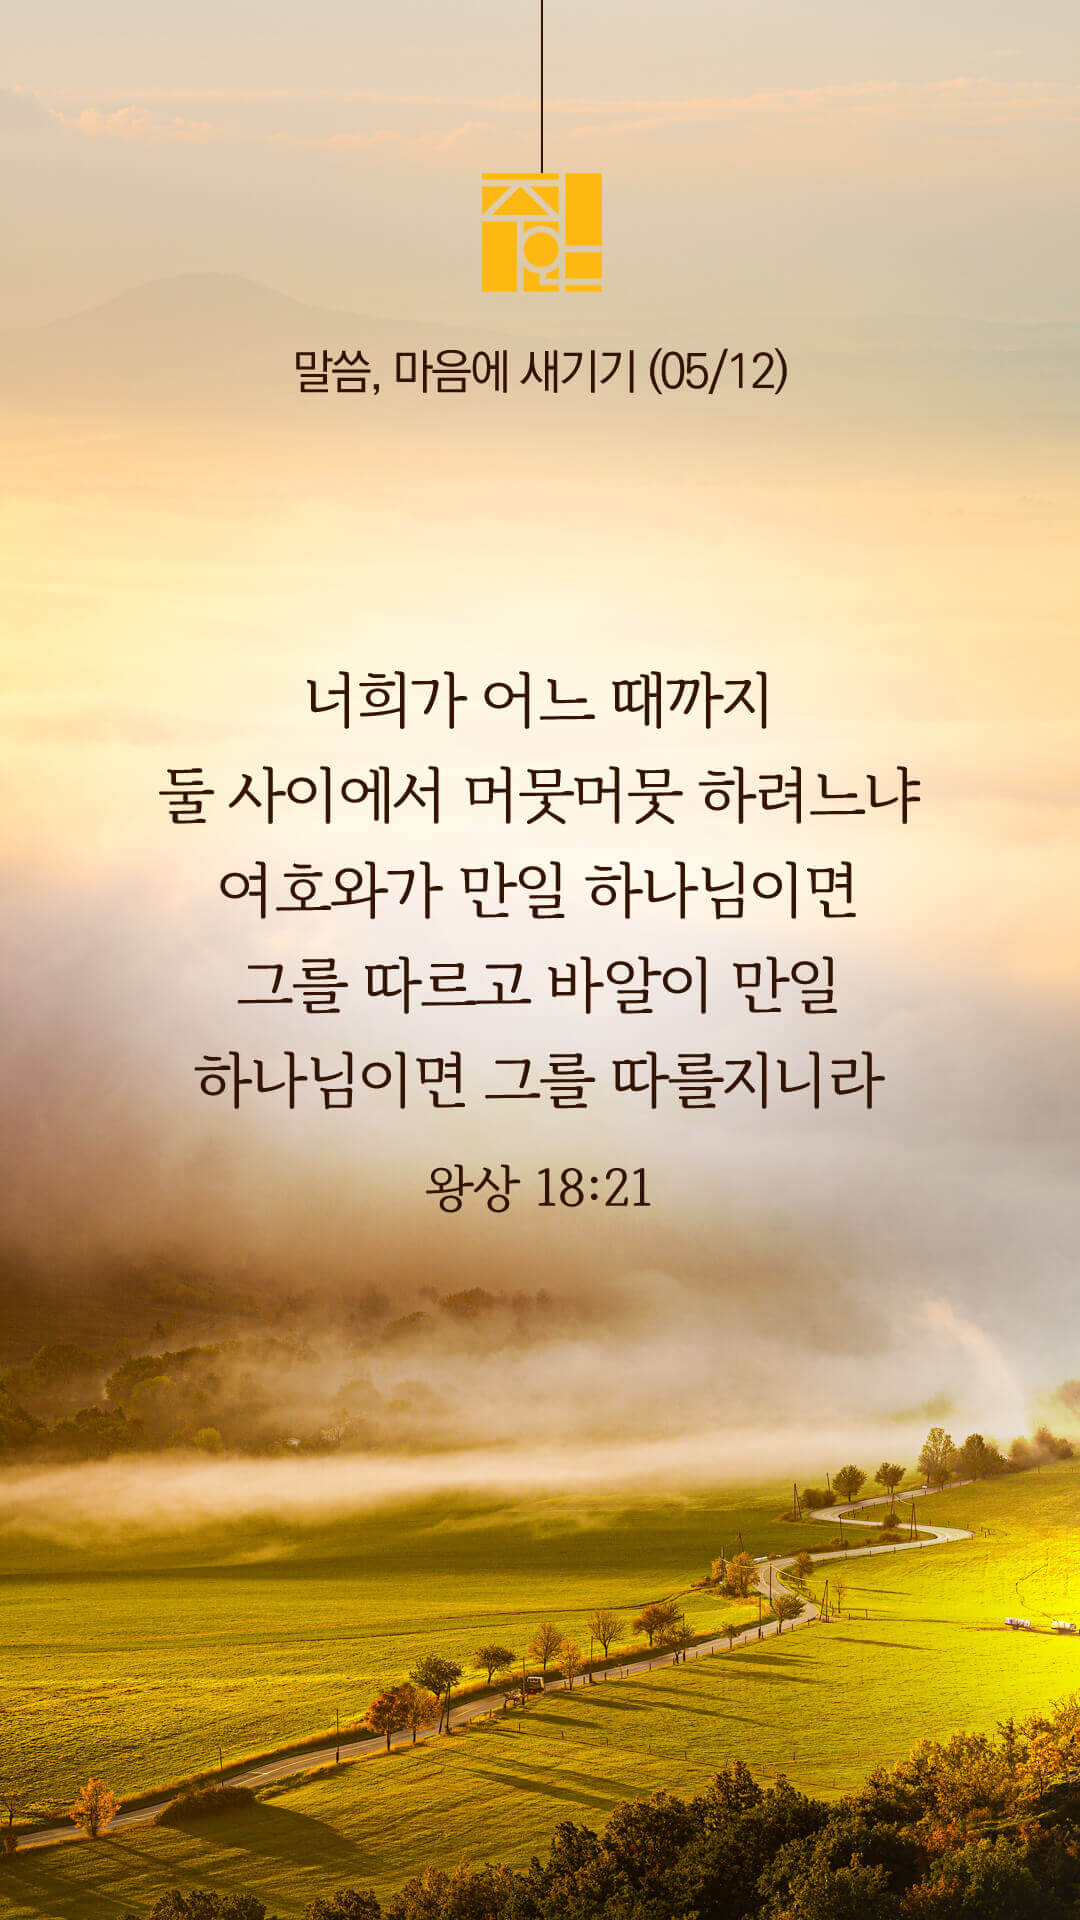 주인
말씀, 마음에 새기기 (05/12)
너희가 어느 때까지
둘 사이에서 머뭇머뭇 하려느냐
여호와가 만일 하나님이면
그를 따르고 바알이 만일
하나님이면 그를 따를지니라
왕상 18:21